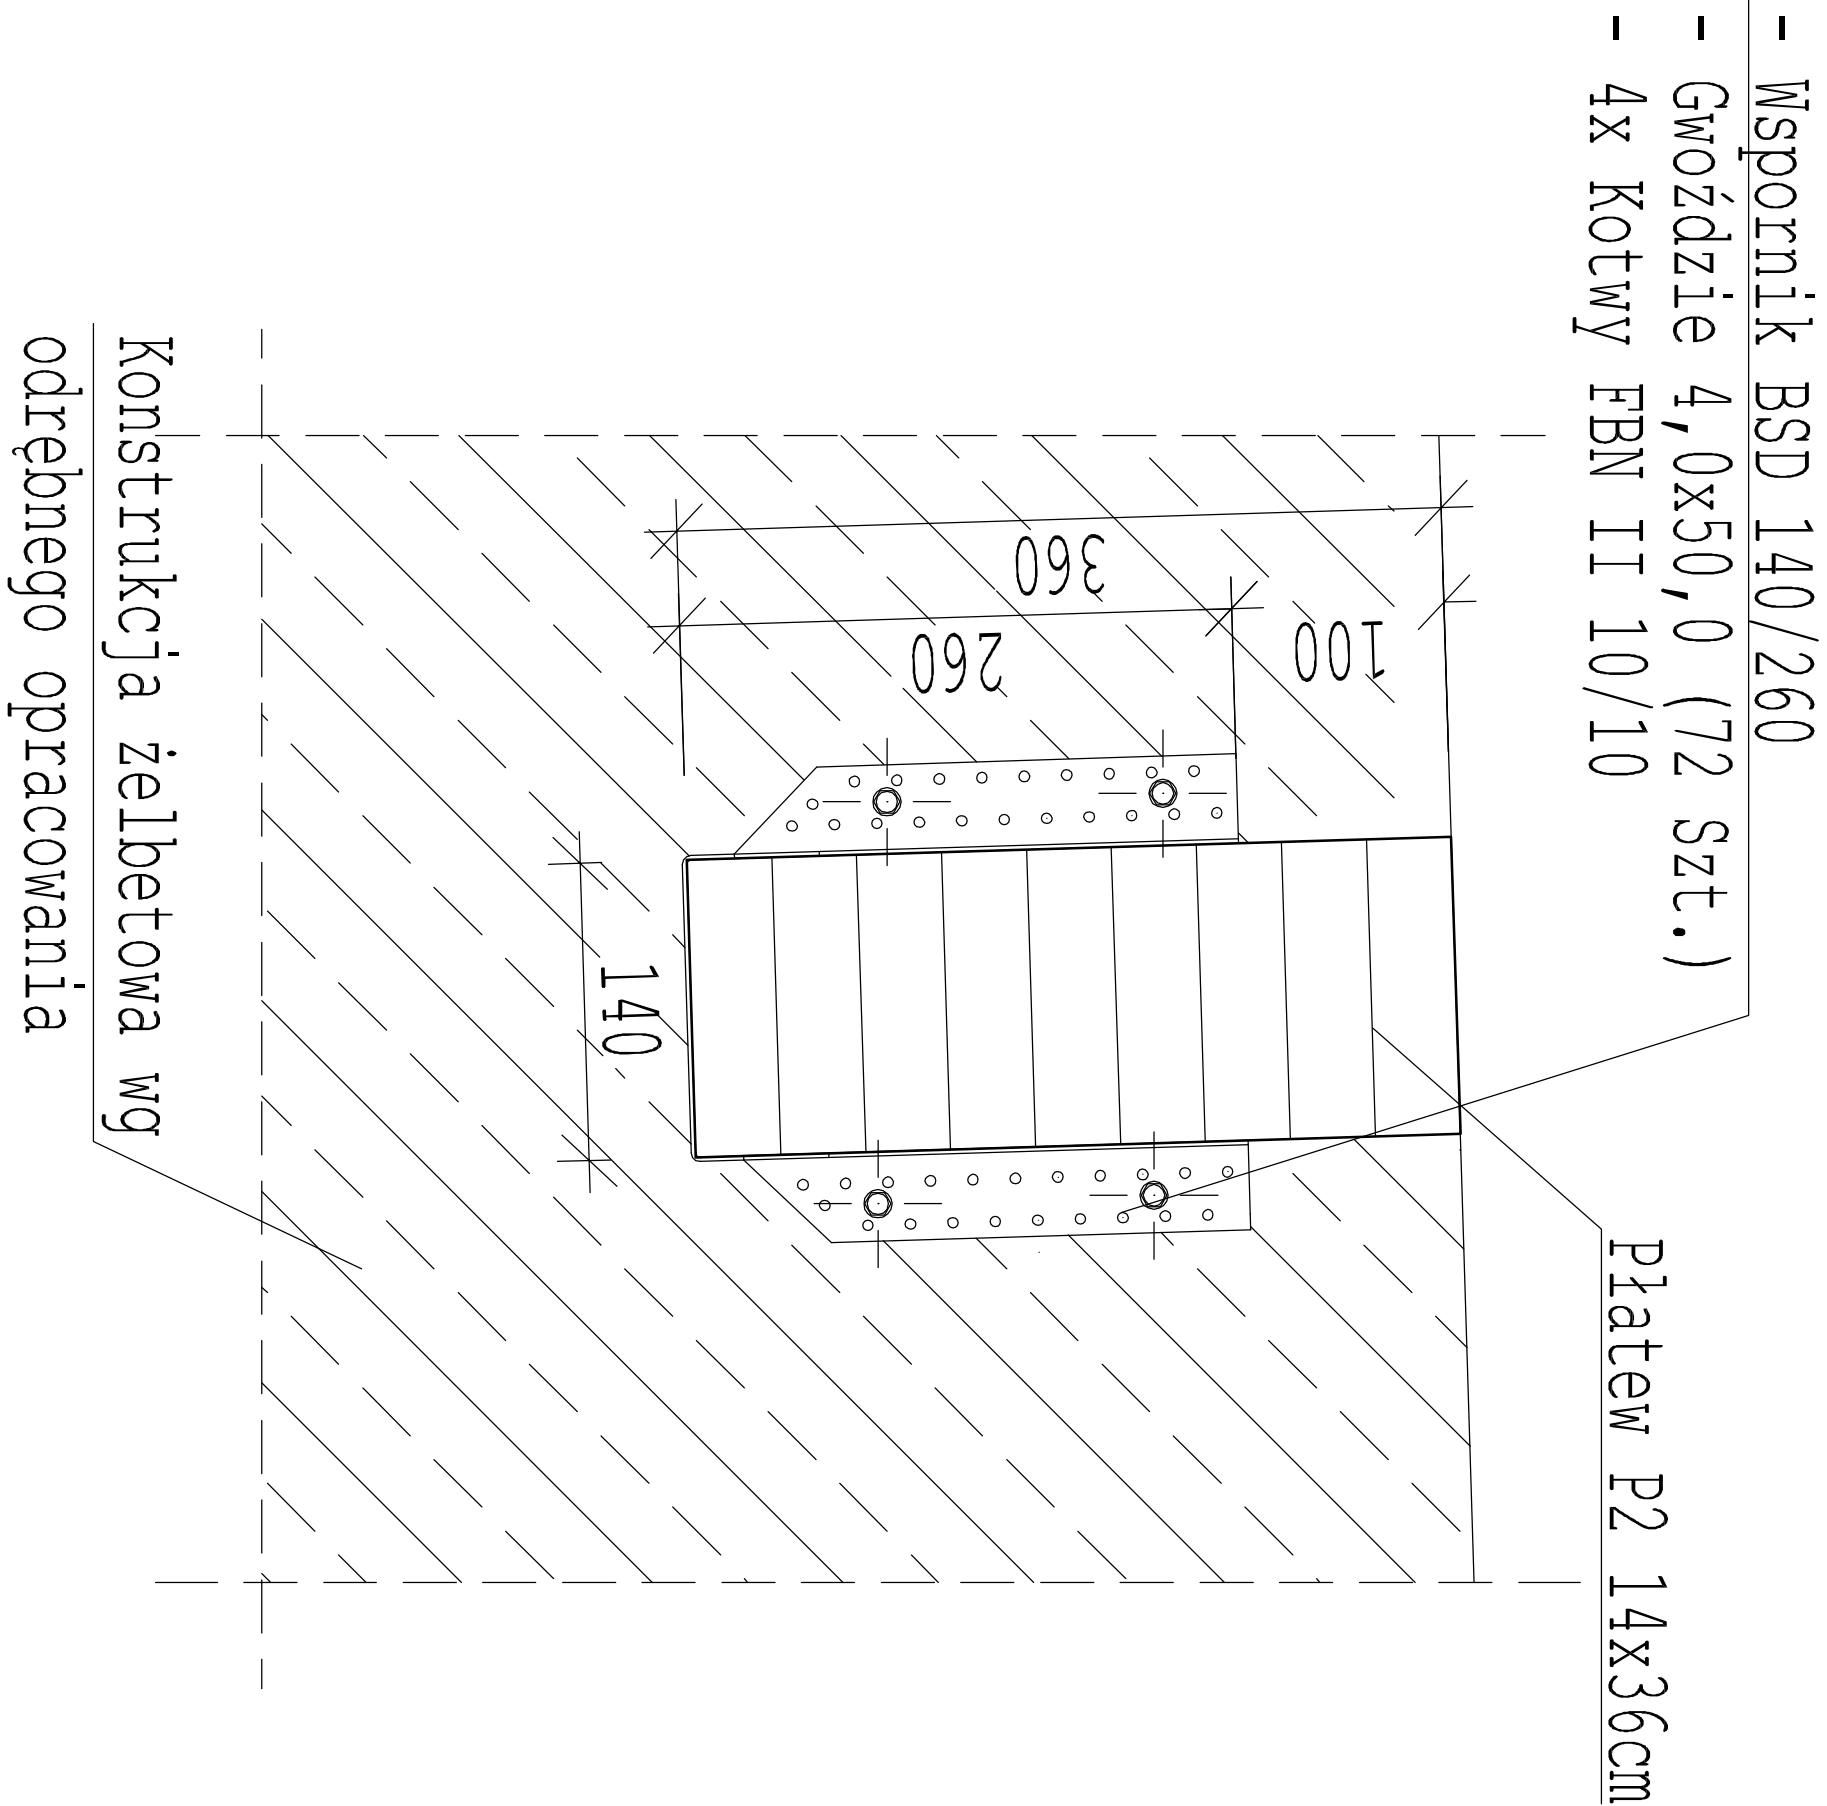 - Wspornik BSD 140/260
- Gwoździe 4,0x50,0 (72 Szt.)
- 4x Kotwy FBN II 10/10
Płatew P2 14x36cm
100
360
260
140
Konstrukcja żelbetowa wg
odrębnego opracowania